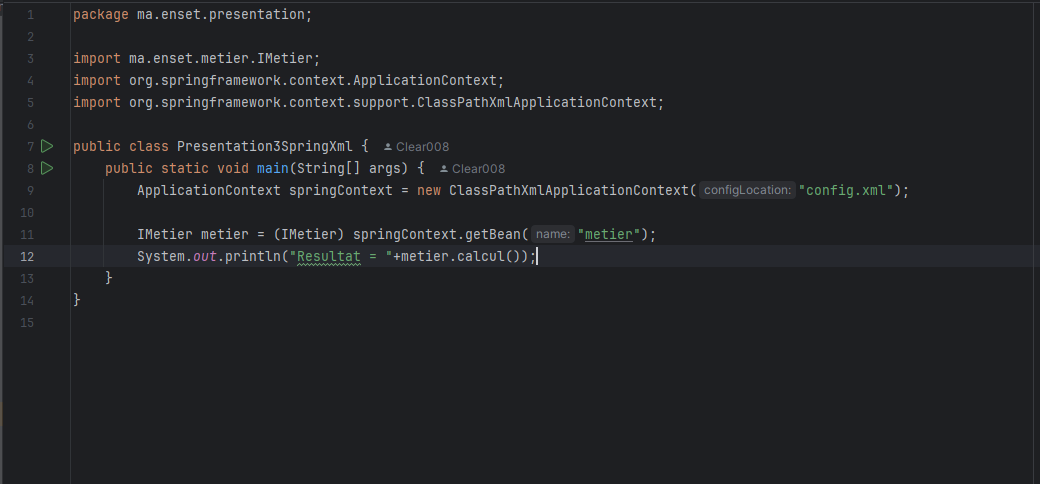 1 package ma.enset.presentation;
2
3 import ma.enset.metier.IMetier;
4 import org.springframework.context.ApplicationContext;
5 import org.springframework.context.support.ClassPathXmlApplicationContext;
6
7 public class Presentation3SpringXml { Clear008
8 public static void main(String[] args) { Clear008
9 ApplicationContext springContext = new ClassPathXmlApplicationContext( configLocation: "config.xml");
10
11 IMetier metier = (IMetier) springContext.getBean( name: "metier");
12 System.out.println("Resultat = "+metier.calcul());
13 }
14 }
15